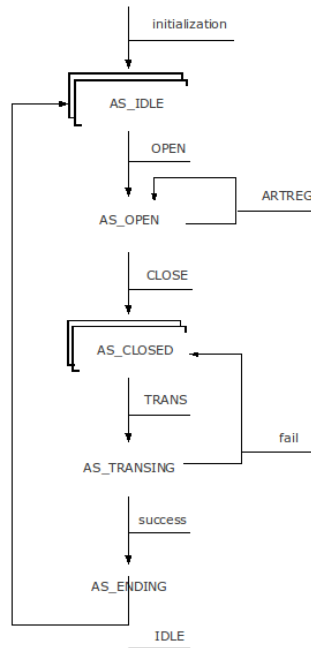 initialization
AS_IDLE
OPEN
ARTREG
AS_OPEN
CLOSE
AS_CLOSED
TRANS
fail
AS_TRANSING
success
AS_ENDING
IDLE